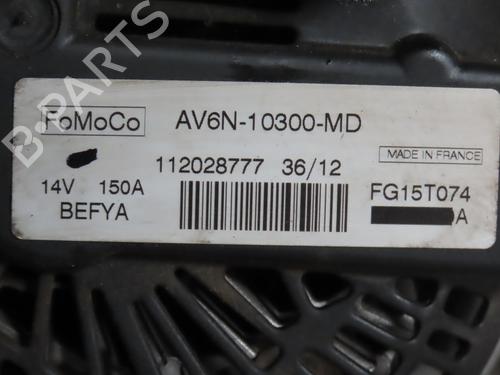 FoMoCo AV6N-10300-MD
112028777 36/12 MADE IN FRANCE
14V 150A FG15T074
BEFYA A
B-PARTS